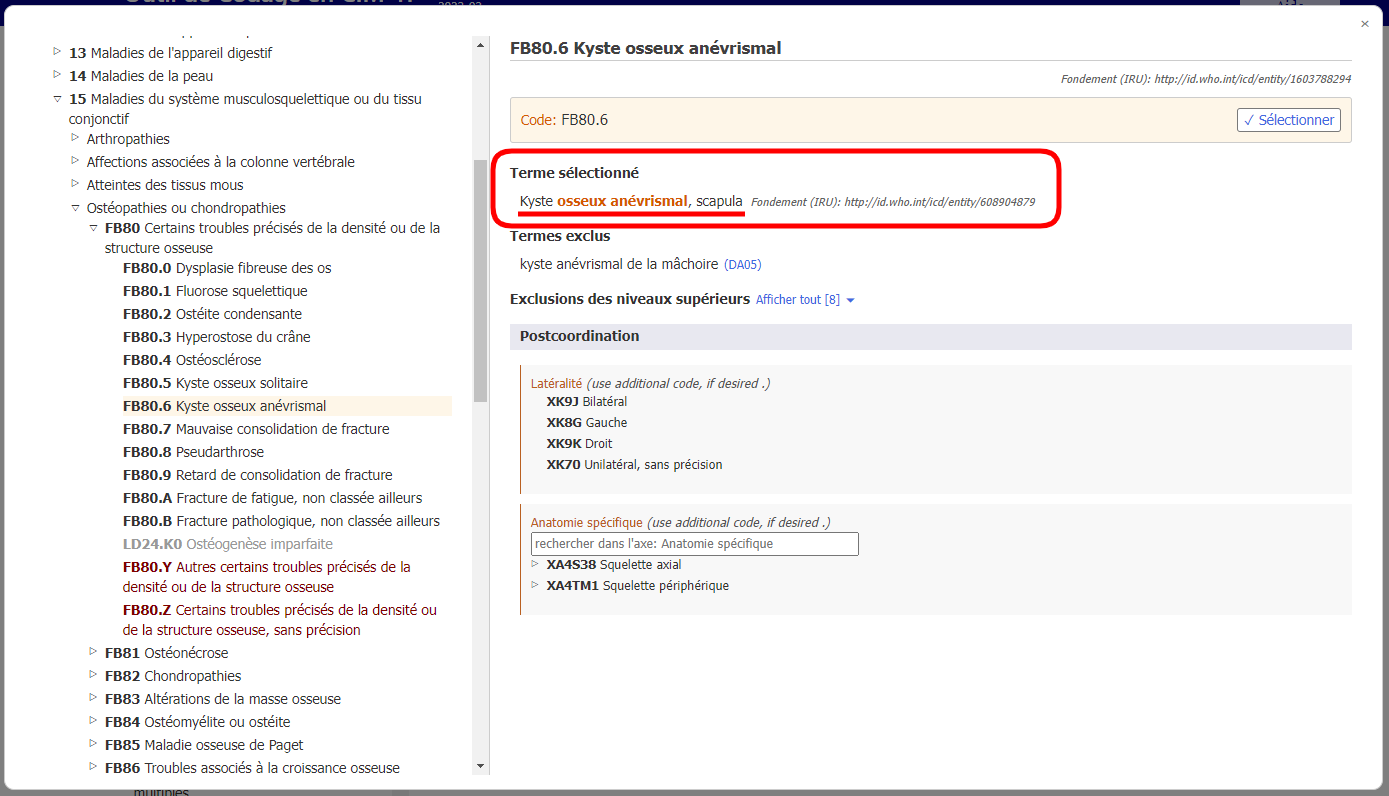 2022-02
Aide
×
13 Maladies de l'appareil digestif
14 Maladies de la peau
15 Maladies du système musculosquelettique ou du tissu
conjonctif
Arthropathies
Affections associées à la colonne vertébrale
Atteintes des tissus mous
Ostéopathies ou chondropathies
FB80 Certains troubles précisés de la densité ou de la
structure osseuse
FB80.0 Dysplasie fibreuse des os
FB80.1 Fluorose squelettique
FB80.2 Ostéite condensante
FB80.3 Hyperostose du crâne
FB80.4 Ostéosclérose
FB80.5 Kyste osseux solitaire
FB80.6 Kyste osseux anévrismal
FB80.7 Mauvaise consolidation de fracture
FB80.8 Pseudarthrose
FB80.9 Retard de consolidation de fracture
FB80.A Fracture de fatigue, non classée ailleurs
FB80.B Fracture pathologique, non classée ailleurs
LD24.K0 Ostéogenèse imparfaite
FB80.Y Autres certains troubles précisés de la
densité ou de la structure osseuse
FB80.Z Certains troubles précisés de la densité ou
de la structure osseuse, sans précision
FB81 Ostéonécrose
FB82 Chondropathies
FB83 Altérations de la masse osseuse
FB84 Ostéomyélite ou ostéite
FB85 Maladie osseuse de Paget
FB86 Troubles associés à la croissance osseuse
multiples
FB80.6 Kyste osseux anévrismal
Fondement (IRU): http://id.who.int/icd/entity/1603788294
Code: FB80.6
✓ Sélectionner
Terme sélectionné
Kyste osseux anévrismal, scapula Fondement (IRU): http://id.who.int/icd/entity/608904879
Termes exclus
kyste anévrismal de la mâchoire (DA05)
Exclusions des niveaux supérieurs Afficher tout [8]
Postcoordination
Latéralité (use additional code, if desired .)
XK9J Bilatéral
XK8G Gauche
XK9K Droit
XK70 Unilatéral, sans précision
Anatomie spécifique (use additional code, if desired .)
rechercher dans l'axe: Anatomie spécifique
XA4S38 Squelette axial
XA4TM1 Squelette périphérique